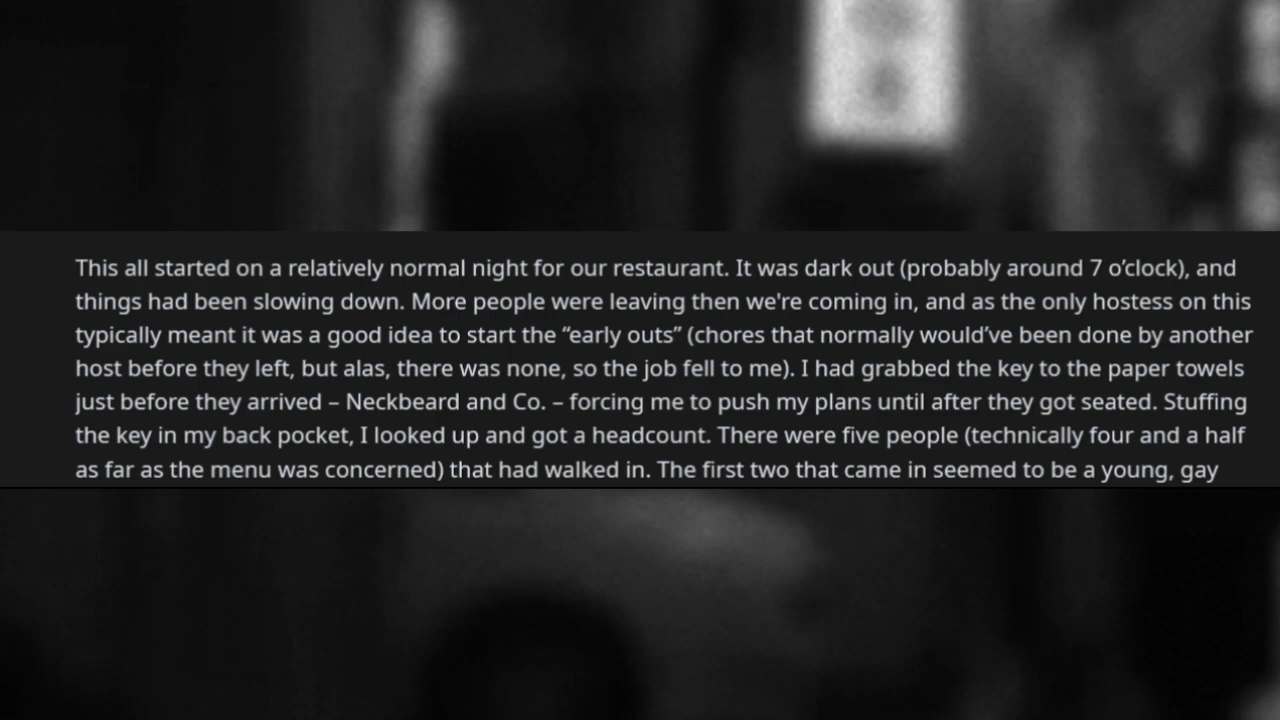 This all started on a relatively normal night for our restaurant. It was dark out (probably around 7 o’clock), and
things had been slowing down. More people were leaving then we're coming in, and as the only hostess on this
typically meant it was a good idea to start the “early outs” (chores that normally would’ve been done by another
host before they left, but alas, there was none, so the job fell to me). I had grabbed the key to the paper towels
just before they arrived – Neckbeard and Co. – forcing me to push my plans until after they got seated. Stuffing
the key in my back pocket, I looked up and got a headcount. There were five people (technically four and a half
as far as the menu was concerned) that had walked in. The first two that came in seemed to be a young, gay